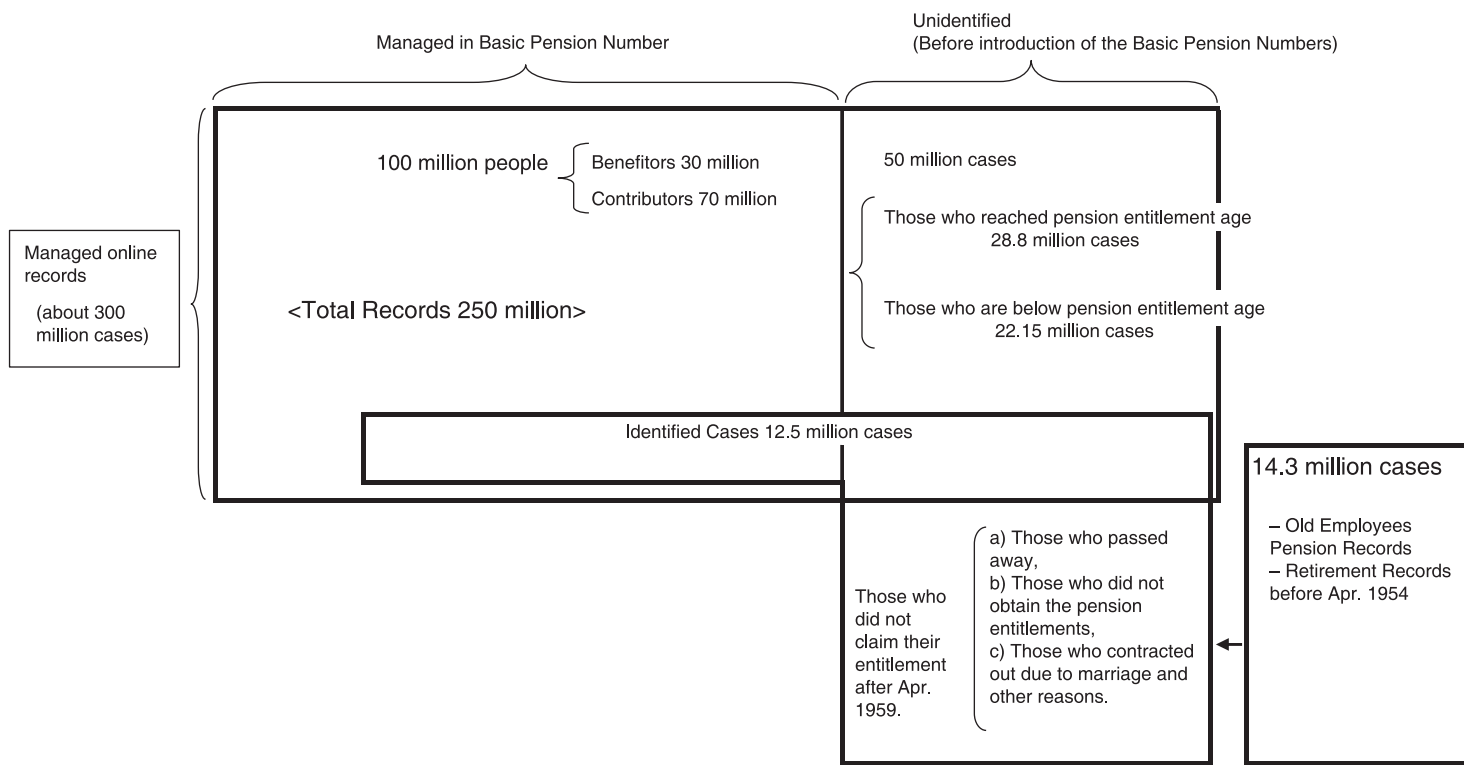 Managed in Basic Pension Number
Unidentified
(Before introduction of the Basic Pension Numbers)
100 million people
Benefitors 30 million
Contributors 70 million
50 million cases
Those who reached pension entitlement age
28.8 million cases
Managed online
records
(about 300
million cases)
<Total Records 250 million>
Those who are below pension entitlement age
22.15 million cases
Identified Cases 12.5 million cases
14.3 million cases
– Old Employees
Pension Records
– Retirement Records
before Apr. 1954
Those who
did not
claim their
entitlement
after Apr.
1959.
a) Those who passed
away,
b) Those who did not
obtain the pension
entitlements,
c) Those who contracted
out due to marriage and
other reasons.